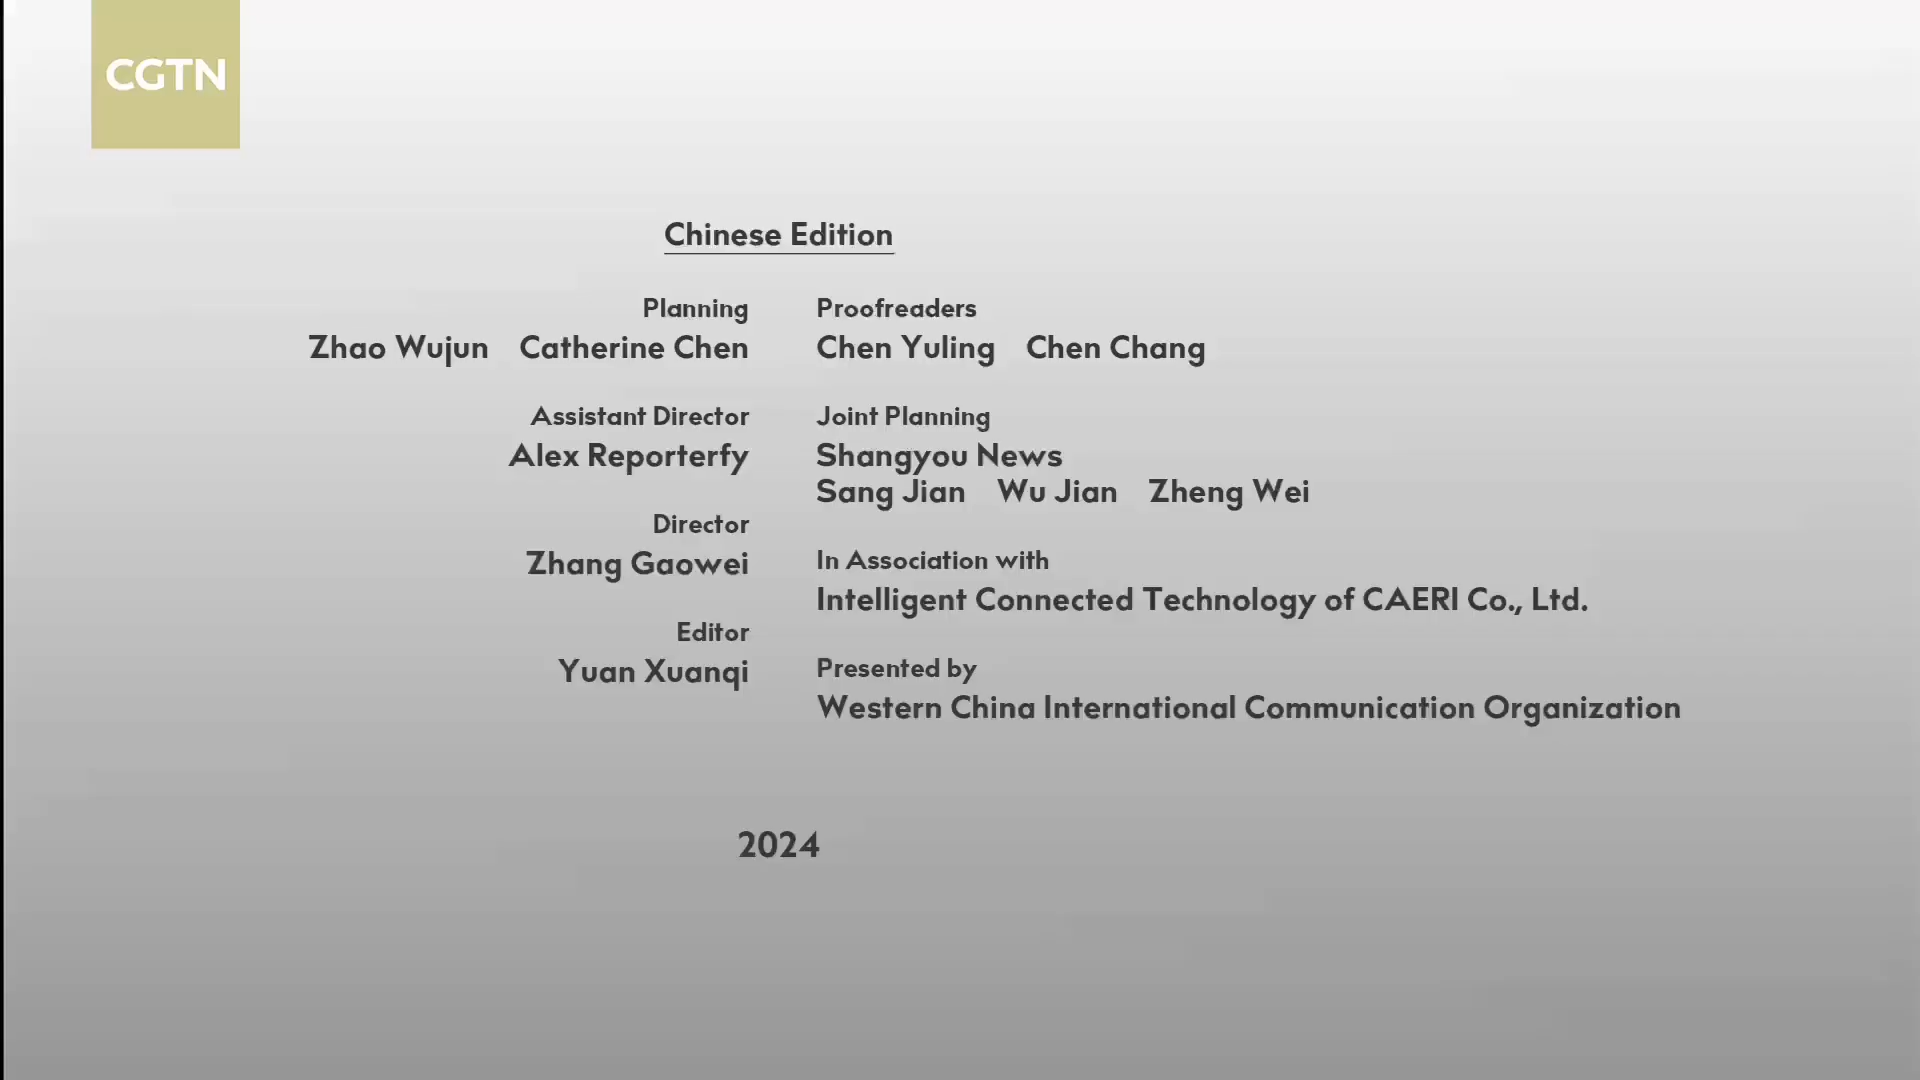 CGTN
Chinese Edition
Planning
Zhao Wujun Catherine Chen
Assistant Director
Alex Reporterfy
Director
Zhang Gaowei
Editor
Yuan Xuanqi
Proofreaders
Chen Yuling Chen Chang
Joint Planning
Shangyou News
Sang Jian Wu Jian Zheng Wei
In Association with
Intelligent Connected Technology of CAERI Co., Ltd.
Presented by
Western China International Communication Organization
2024